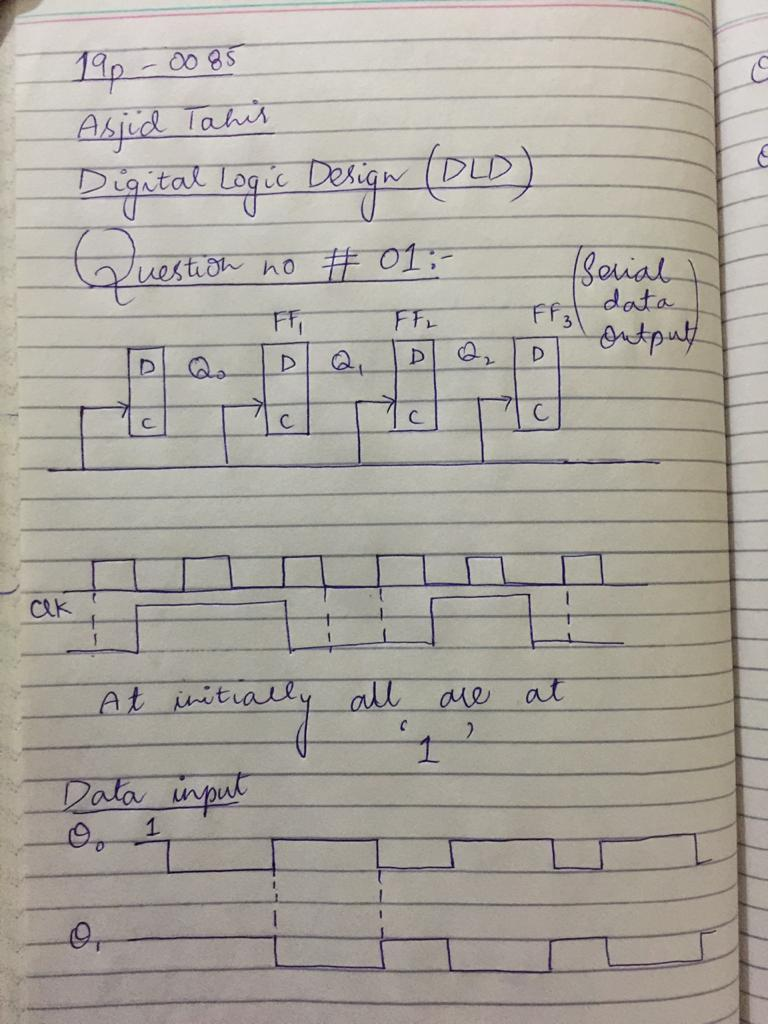 19p - 0085
Asjid Tahir
Digital Logic Design (DLD)
Question no # 01:-
(Serial data output)
FF1 FF2 FF3
D Q0 D Q1 D Q2 D
C C C C
Clk
At initially all are at
'1'
Data input
Q0 1
Q1